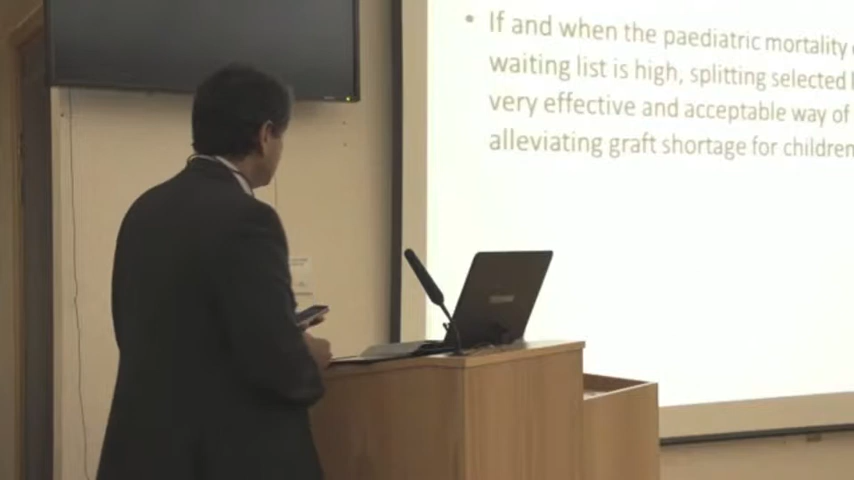 • If and when the paediatric mortality
waiting list is high, splitting selected
very effective and acceptable way of
alleviating graft shortage for children